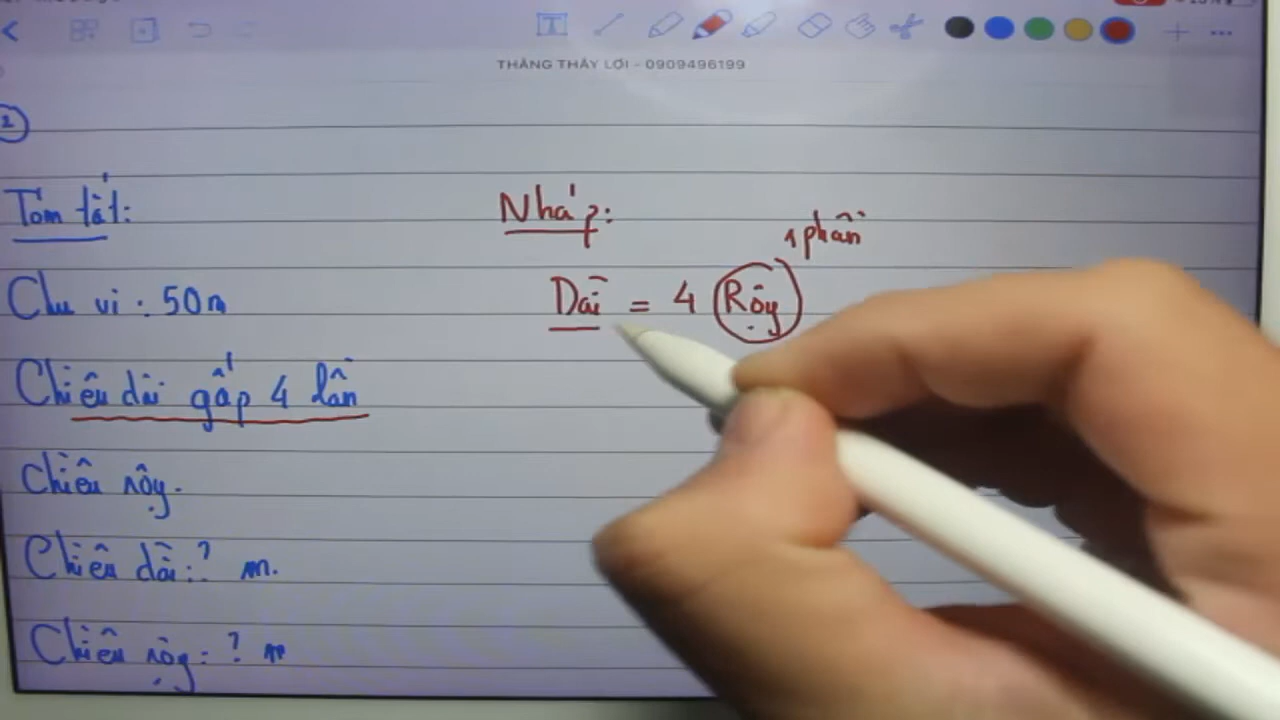 THẮNG THẦY LỢI - 0909496199
2
Tóm tắt:
Chu vi : 50m
Chiều dài gấp 4 lần
Chiều rộng.
Chiều dài : ? m.
Chiều rộng : ? m
Nháp:
1 phần
Dài = 4 Rộng